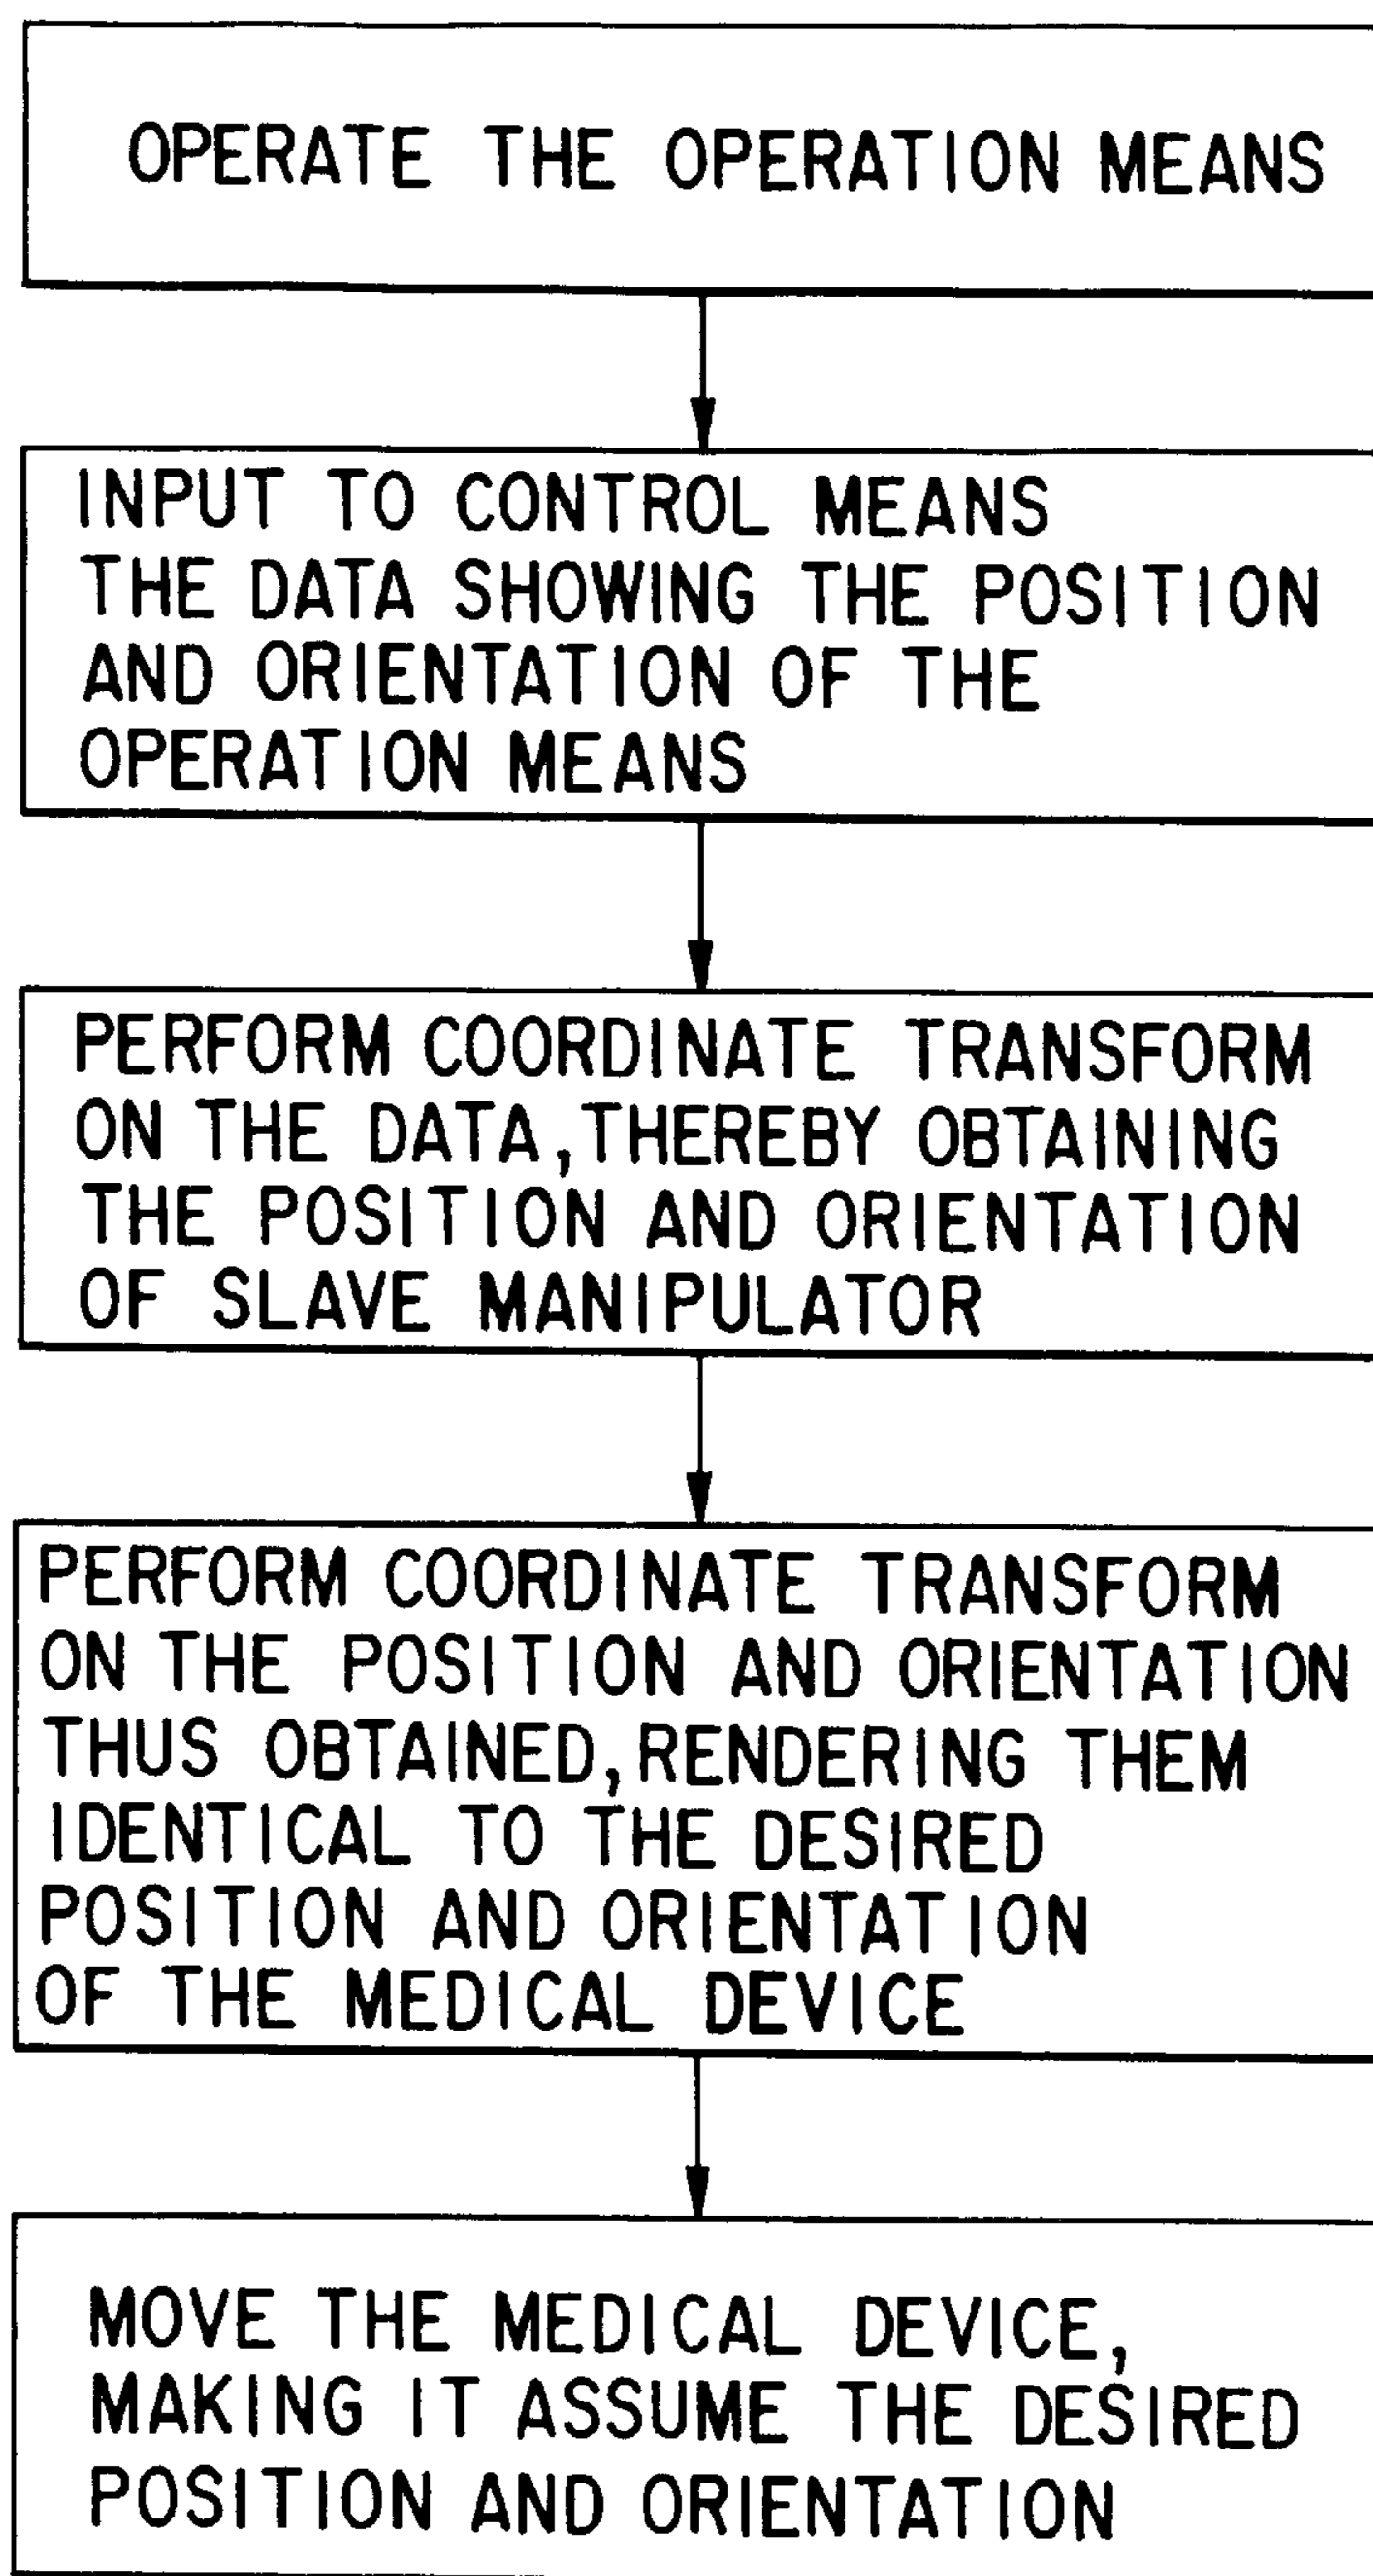 OPERATE THE OPERATION MEANS
INPUT TO CONTROL MEANS
THE DATA SHOWING THE POSITION
AND ORIENTATION OF THE
OPERATION MEANS
PERFORM COORDINATE TRANSFORM
ON THE DATA, THEREBY OBTAINING
THE POSITION AND ORIENTATION
OF SLAVE MANIPULATOR
PERFORM COORDINATE TRANSFORM
ON THE POSITION AND ORIENTATION
THUS OBTAINED, RENDERING THEM
IDENTICAL TO THE DESIRED
POSITION AND ORIENTATION
OF THE MEDICAL DEVICE
MOVE THE MEDICAL DEVICE,
MAKING IT ASSUME THE DESIRED
POSITION AND ORIENTATION